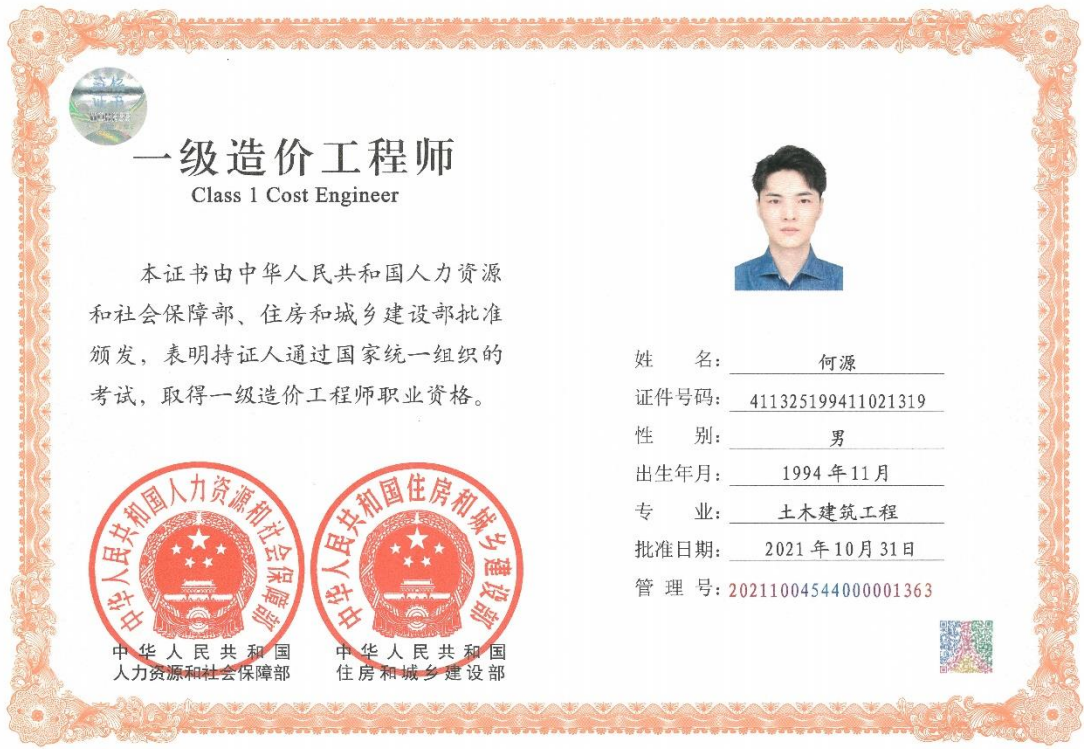 一级造价工程师
Class 1 Cost Engineer
本证书由中华人民共和国人力资源
和社会保障部、住房和城乡建设部批准
颁发，表明持证人通过国家统一组织的
考试，取得一级造价工程师职业资格。
中华人民共和国人力资源和社会保障部
中华人民共和国住房和城乡建设部
中华人民共和国
人力资源和社会保障部
中华人民共和国
住房和城乡建设部
姓名：何源
证件号码：411325199411021319
性别：男
出生年月：1994年11月
专业：土木建筑工程
批准日期：2021年10月31日
管理号：20211004544000001363